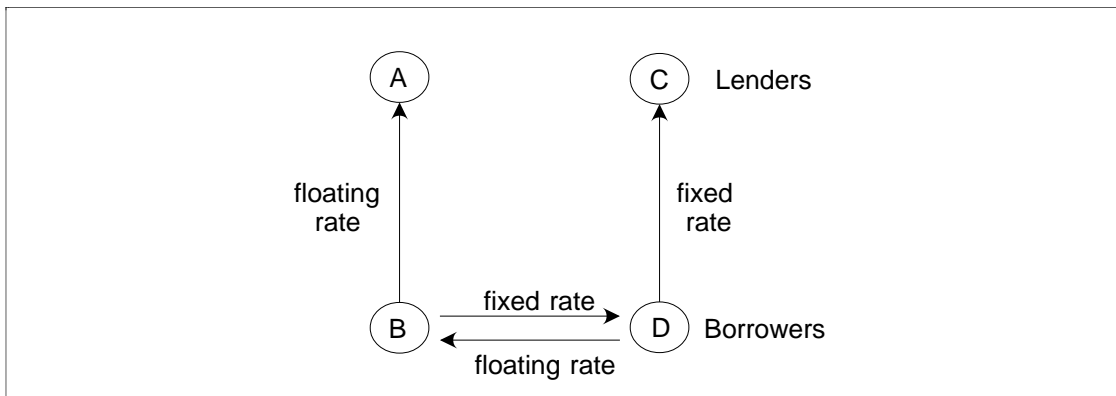 A
C
Lenders
floating
rate
fixed
rate
fixed rate
B
D
Borrowers
floating rate